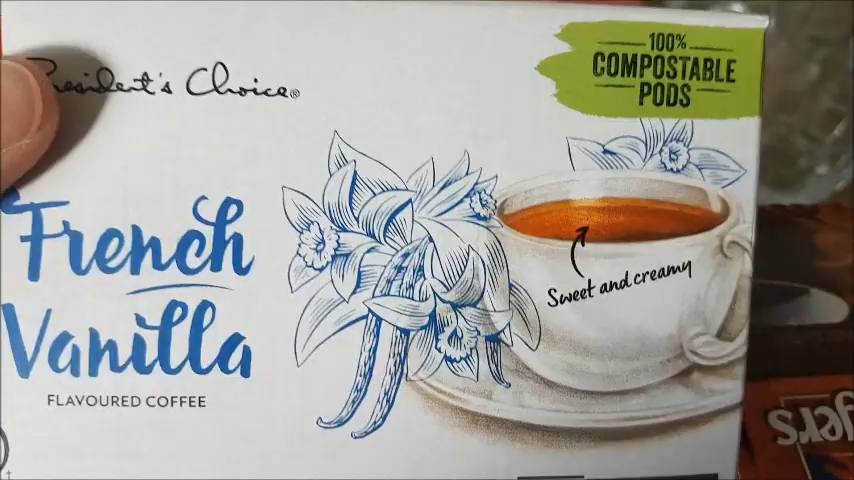 President's Choice®
100%
COMPOSTABLE
PODS
French
Vanilla
FLAVOURED COFFEE
Sweet and creamy